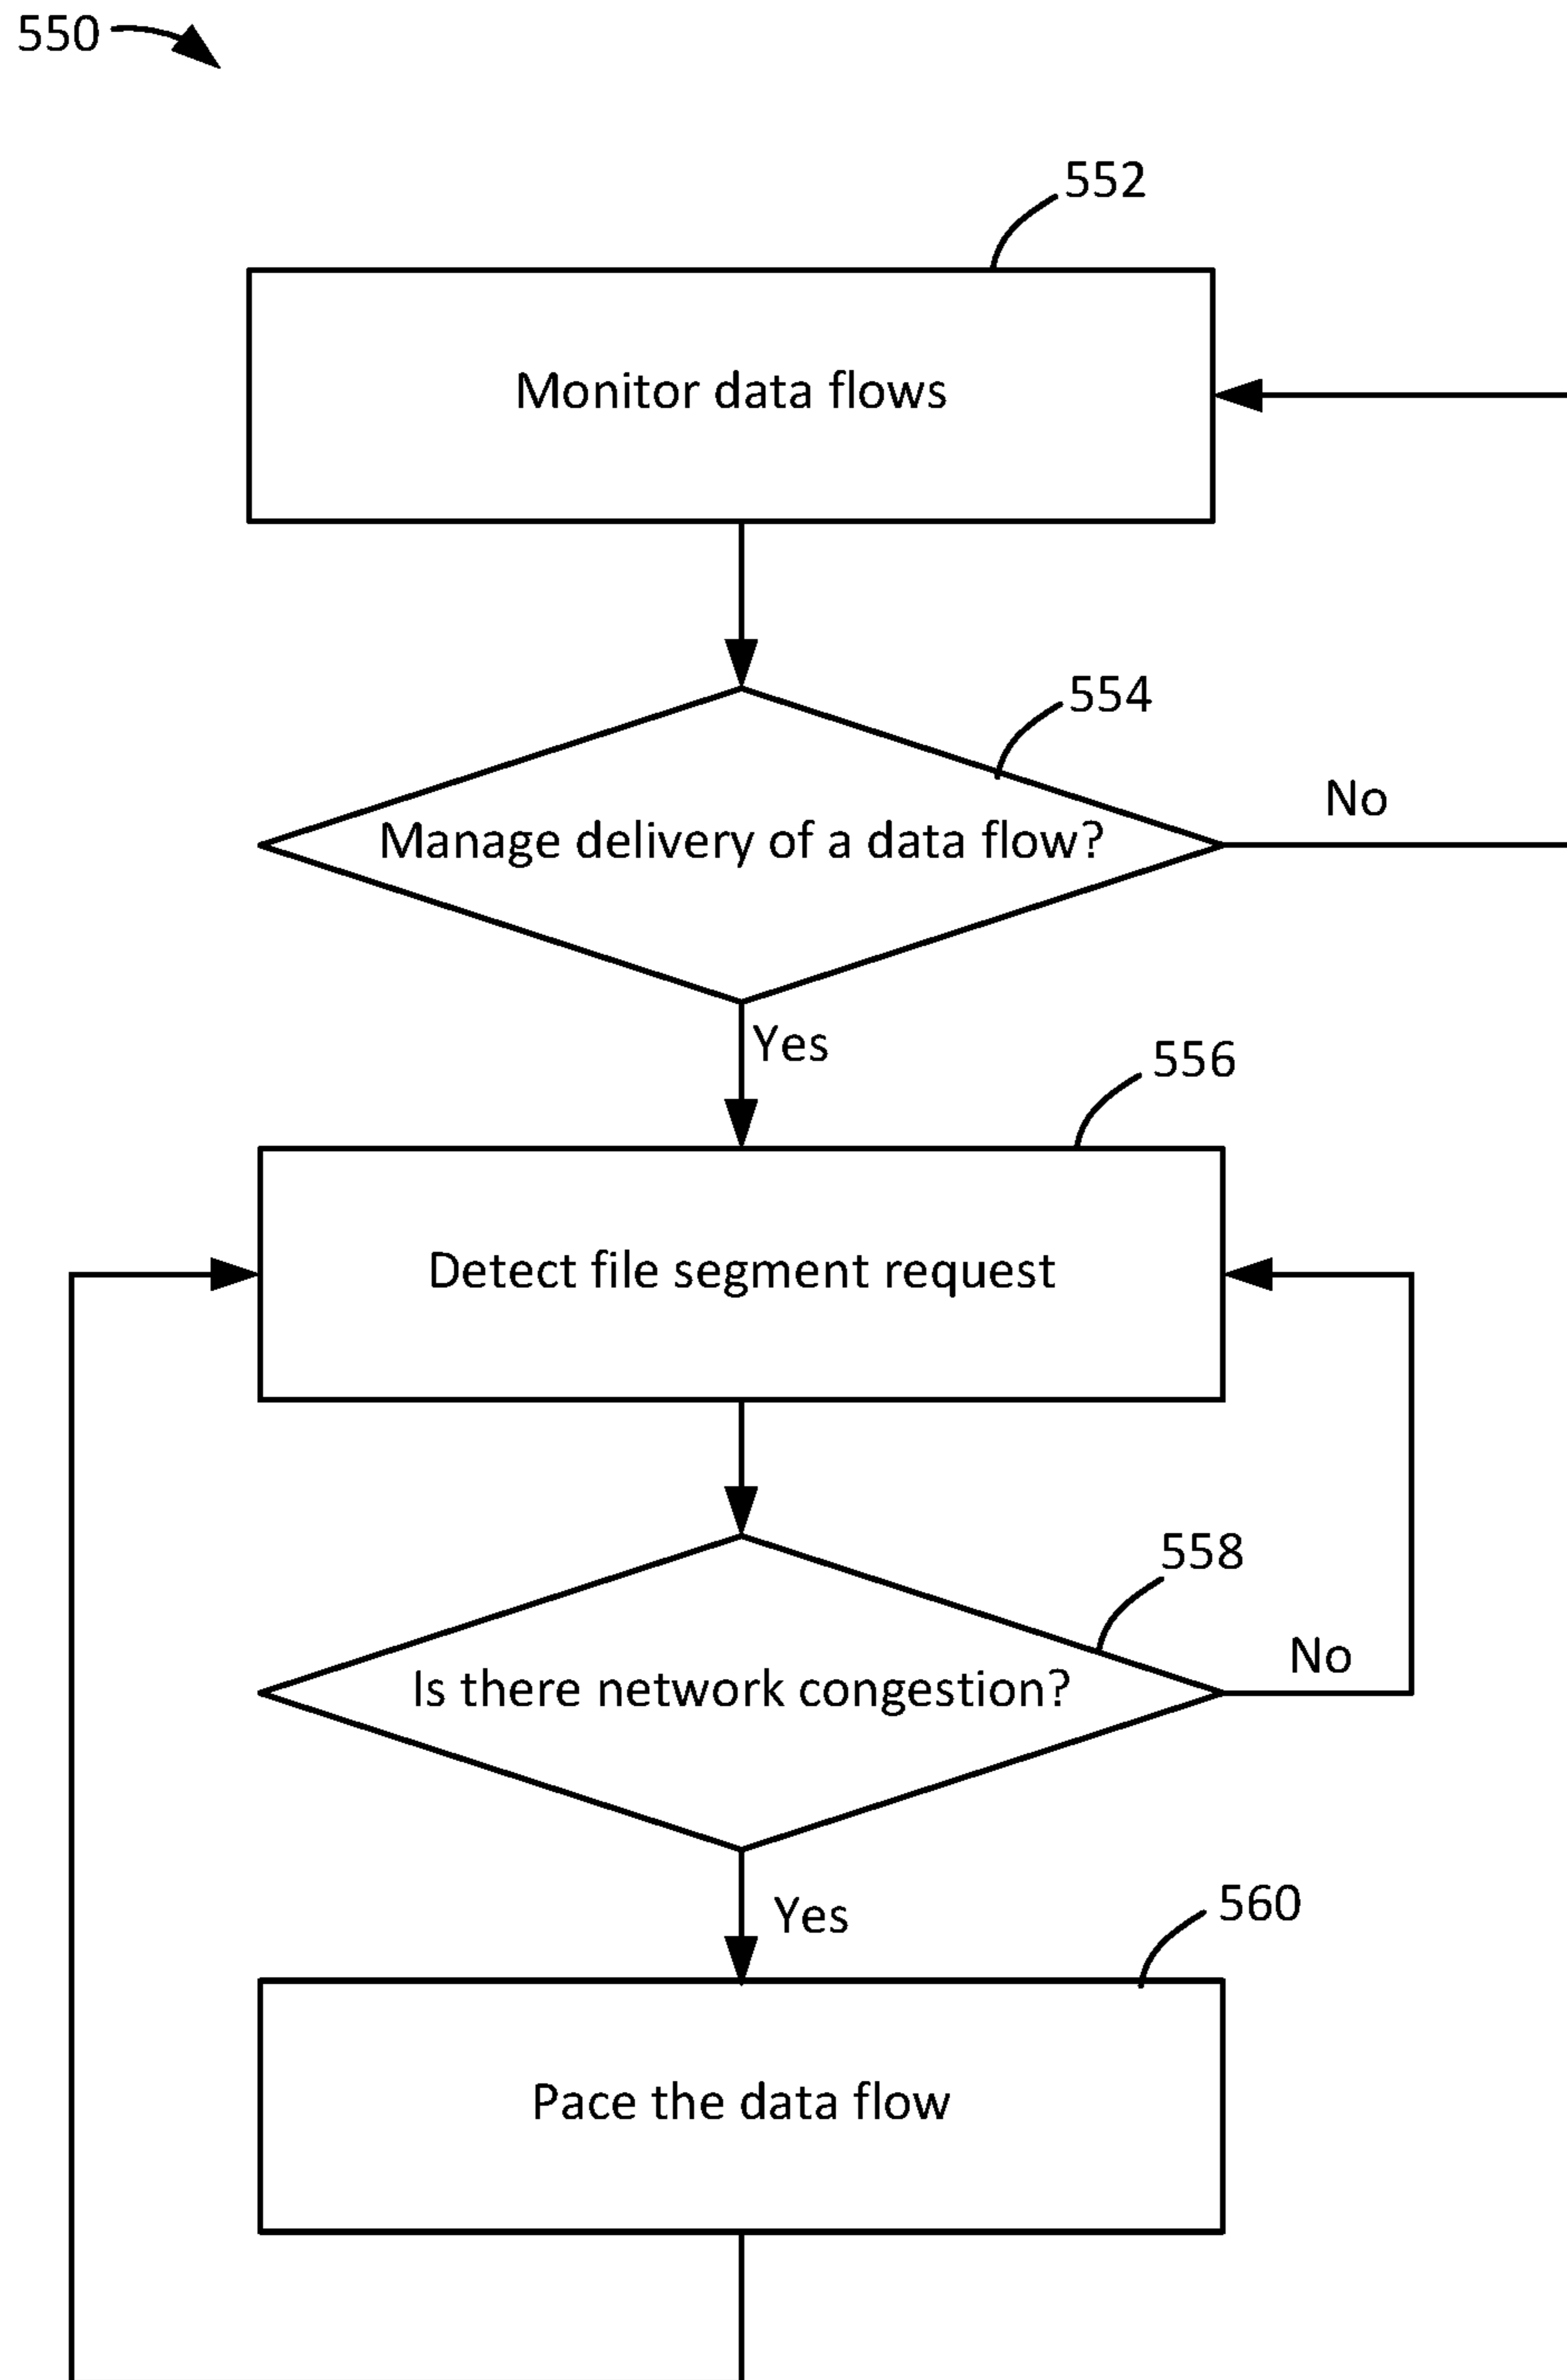 550
552
Monitor data flows
554
No
Manage delivery of a data flow?
Yes
556
Detect file segment request
558
No
Is there network congestion?
Yes
560
Pace the data flow